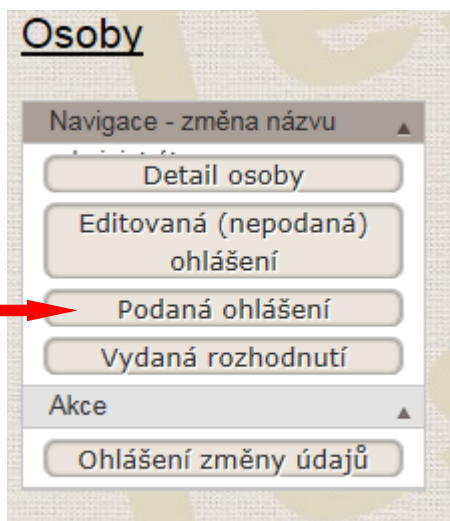 Osoby
Navigace - změna názvu
Detail osoby
Editovaná (nepodaná)
ohlášení
Podaná ohlášení
Vydaná rozhodnutí
Akce
Ohlášení změny údajů